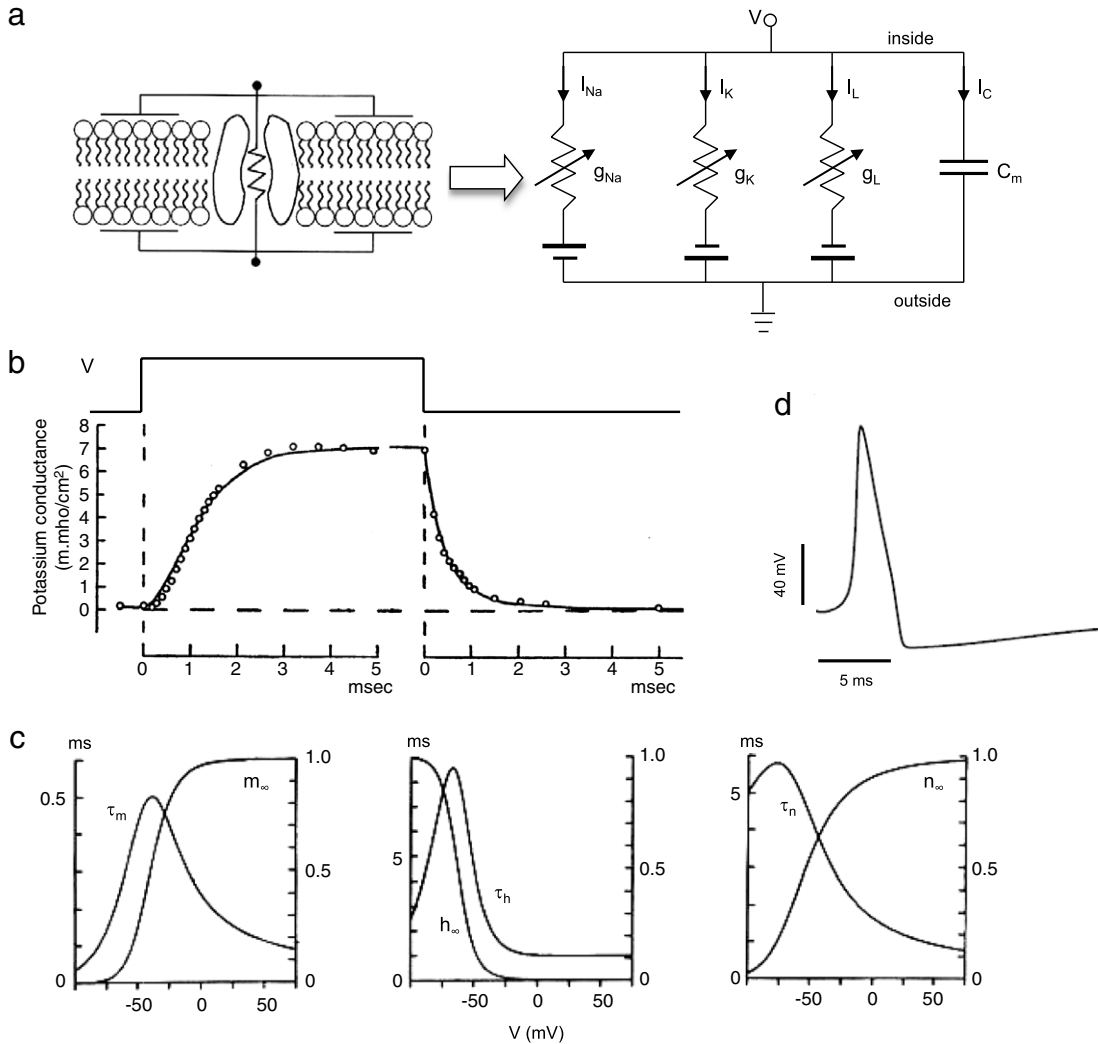 a
V
inside
I_Na I_K I_L I_C
g_Na g_K g_L C_m
outside
b
V
8
7
6
5
4
3
2
1
0
Potassium conductance
(m.mho/cm²)
0 1 2 3 4 5
msec
0 1 2 3 4 5
msec
d
40 mV
5 ms
c
ms
0.5
0
τ_m
m_∞
1.0
0.5
0
-50 0 50
ms
5
0
τ_h
h_∞
1.0
0.5
0
-50 0 50
ms
5
0
τ_n
n_∞
1.0
0.5
0
-50 0 50
V (mV)